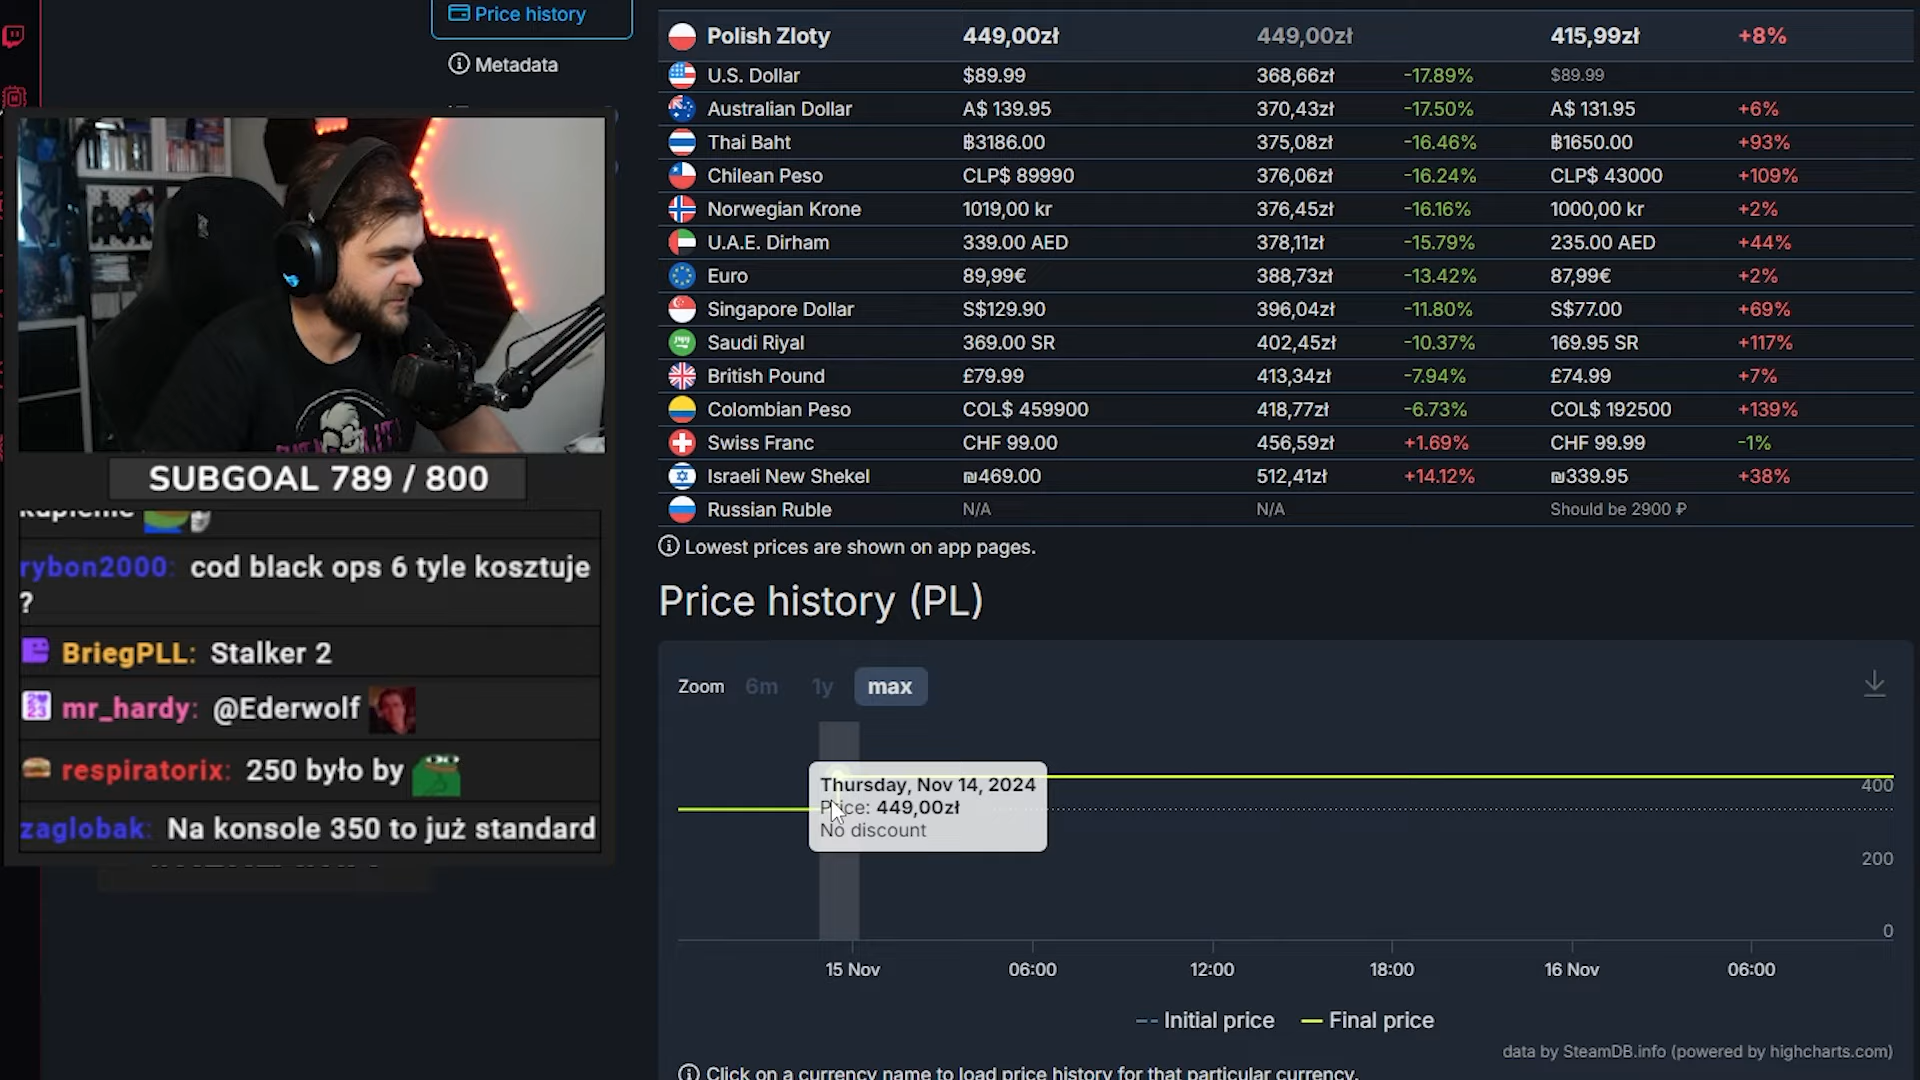 Price history
Metadata
Polish Zloty 449,00zł 449,00zł 415,99zł +8%
U.S. Dollar $89.99 368,66zł -17.89% $89.99
Australian Dollar A$ 139.95 370,43zł -17.50% A$ 131.95 +6%
Thai Baht ฿3186.00 375,08zł -16.46% ฿1650.00 +93%
Chilean Peso CLP$ 89990 376,06zł -16.24% CLP$ 43000 +109%
Norwegian Krone 1019,00 kr 376,45zł -16.16% 1000,00 kr +2%
U.A.E. Dirham 339.00 AED 378,11zł -15.79% 235.00 AED +44%
Euro 89,99€ 388,73zł -13.42% 87,99€ +2%
Singapore Dollar S$129.90 396,04zł -11.80% S$77.00 +69%
Saudi Riyal 369.00 SR 402,45zł -10.37% 169.95 SR +117%
British Pound £79.99 413,34zł -7.94% £74.99 +7%
Colombian Peso COL$ 459900 418,77zł -6.73% COL$ 192500 +139%
Swiss Franc CHF 99.00 456,59zł +1.69% CHF 99.99 -1%
Israeli New Shekel ₪469.00 512,41zł +14.12% ₪339.95 +38%
Russian Ruble N/A N/A Should be 2900 ₽
Lowest prices are shown on app pages.
Price history (PL)
Zoom 6m 1y max
Thursday, Nov 14, 2024
Price: 449,00zł
No discount
400
200
0
15 Nov 06:00 12:00 18:00 16 Nov 06:00
Initial price Final price
data by SteamDB.info (powered by highcharts.com)
Click on a currency name to load price history for that particular currency.
SUBGOAL 789 / 800
rybon2000: cod black ops 6 tyle kosztuje
?
BriegPLL: Stalker 2
mr_hardy: @Ederwolf
respiratorix: 250 było by
zaglobak: Na konsole 350 to już standard